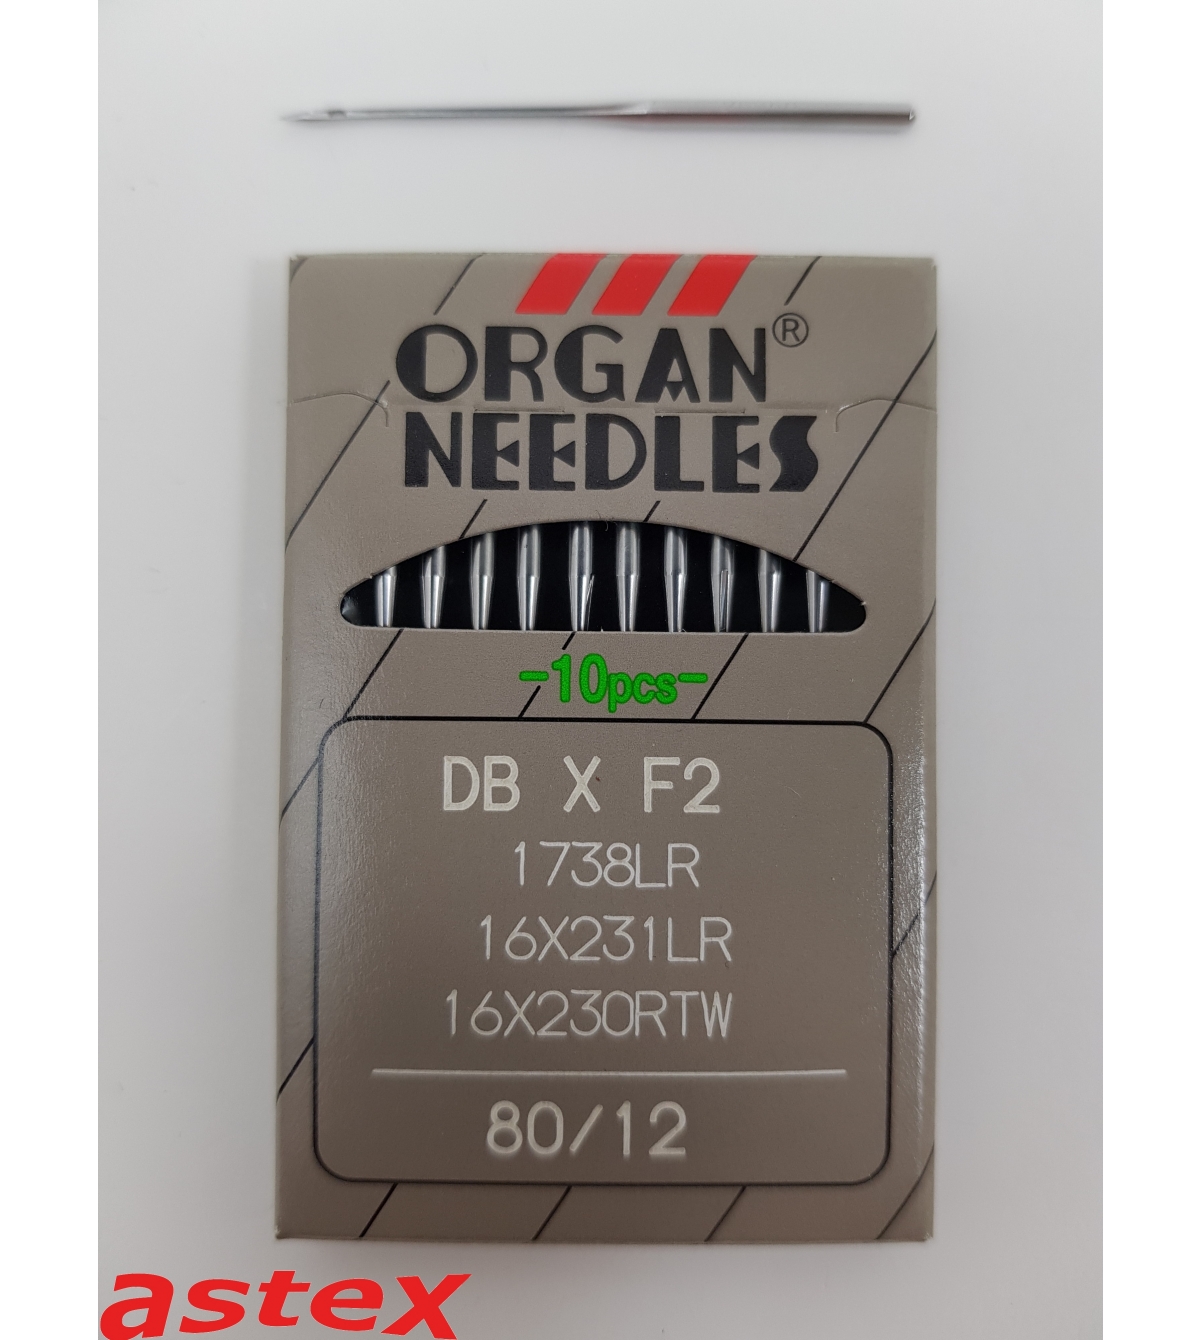 ORGAN®
NEEDLES
-10pcs-
DB X F2
1738LR
16X231LR
16X230RTW
80/12
astex